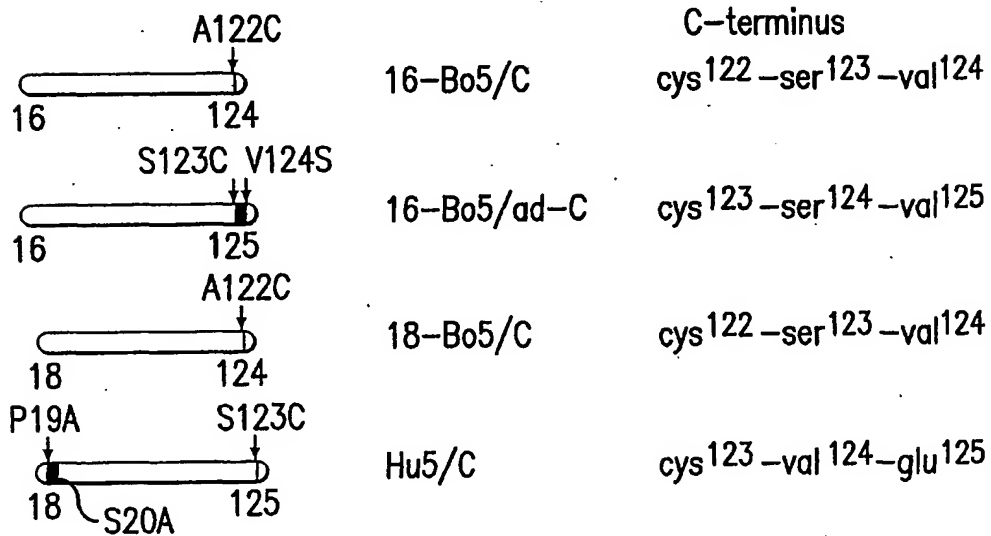 C-terminus
A122C
16-Bo5/C cys122-ser123-val124
16 124
S123C V124S
16-Bo5/ad-C cys123-ser124-val125
16 125
A122C
18-Bo5/C cys122-ser123-val124
18 124
P19A S123C
Hu5/C cys123-val124-glu125
18 125
S20A